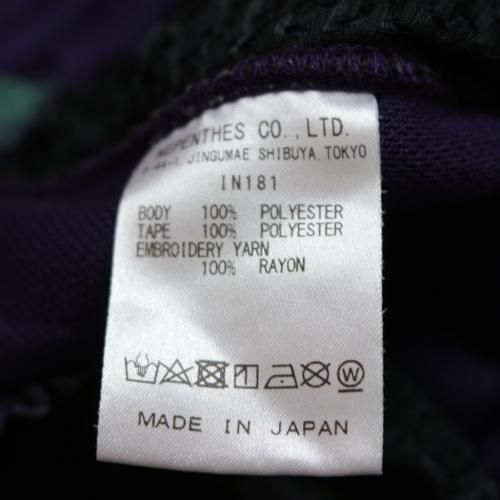 NEPENTHES CO.,LTD.
JINGUMAE SHIBUYA TOKYO
IN181
BODY 100% POLYESTER
TAPE 100% POLYESTER
EMBROIDERY YARN
100% RAYON
W
MADE IN JAPAN